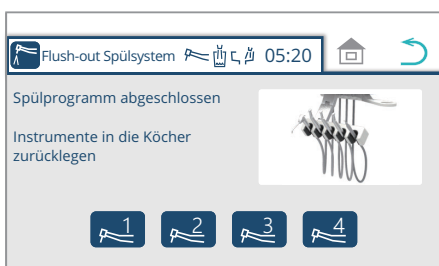 Flush-out Spülsystem 05:20
Spülprogramm abgeschlossen
Instrumente in die Köcher
zurücklegen
1 2 3 4